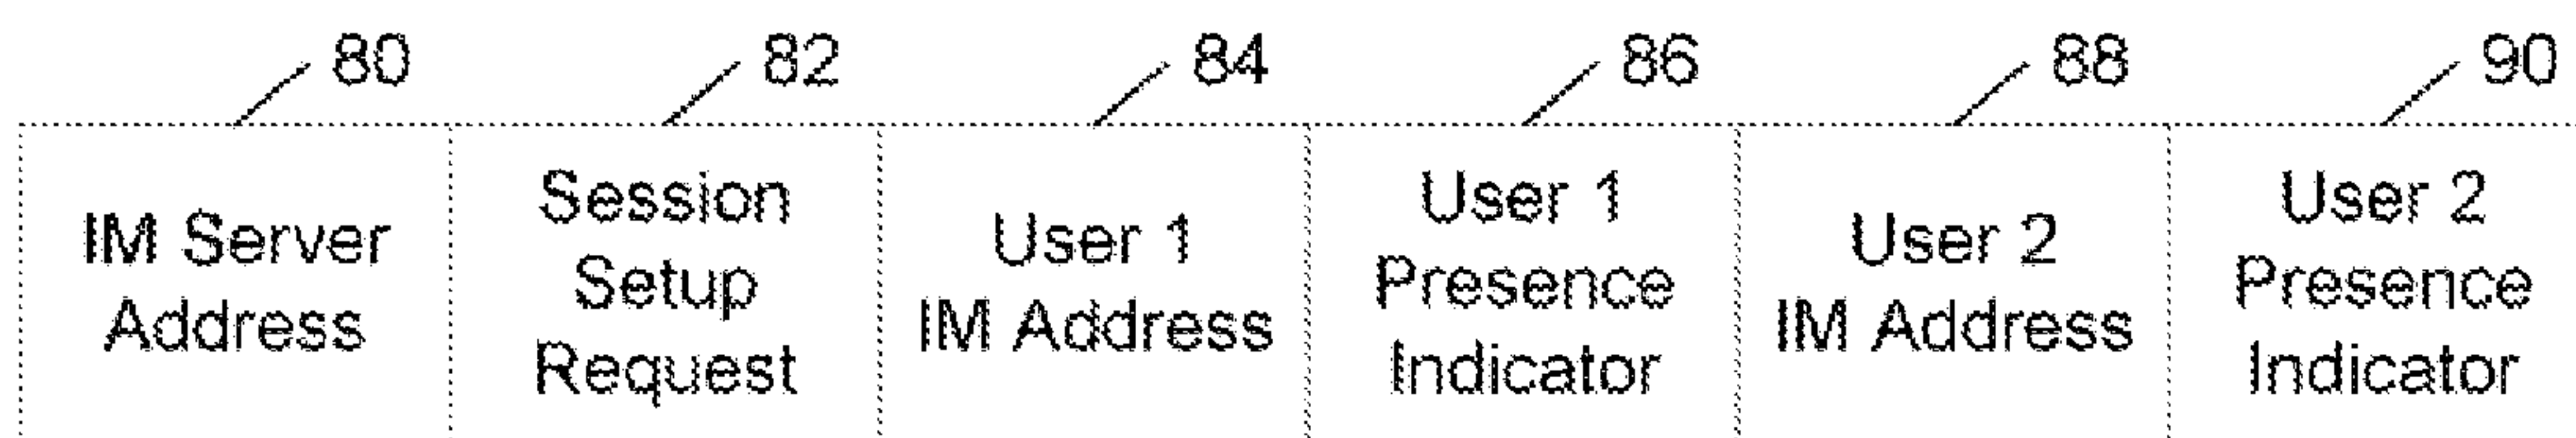 80 82 84 86 88 90
IM Server
Address
Session
Setup
Request
User 1
IM Address
User 1
Presence
Indicator
User 2
IM Address
User 2
Presence
Indicator